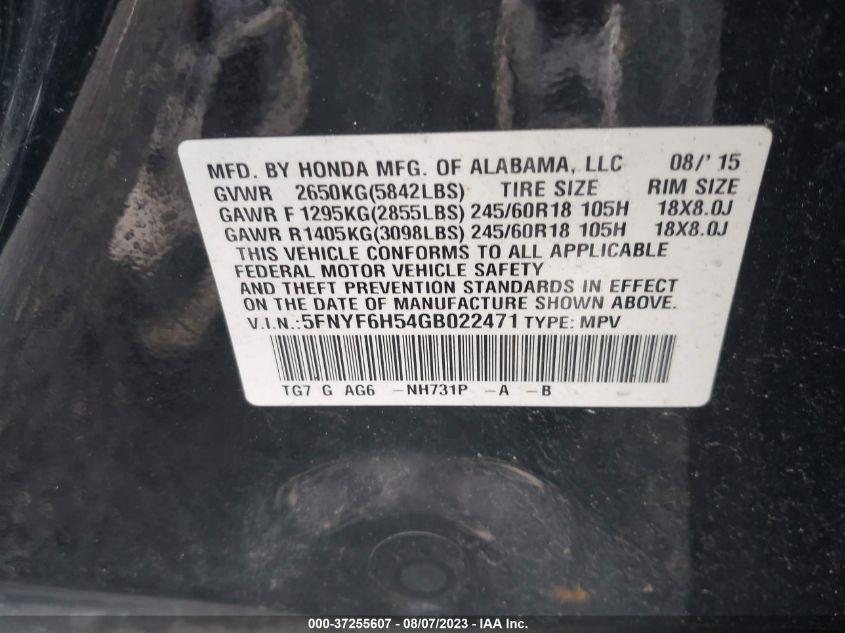 MFD. BY HONDA MFG. OF ALABAMA, LLC 08/' 15
GVWR 2650KG(5842LBS) TIRE SIZE RIM SIZE
GAWR F 1295KG(2855LBS) 245/60R18 105H 18X8.0J
GAWR R1405KG(3098LBS) 245/60R18 105H 18X8.0J
THIS VEHICLE CONFORMS TO ALL APPLICABLE
FEDERAL MOTOR VEHICLE SAFETY
AND THEFT PREVENTION STANDARDS IN EFFECT
ON THE DATE OF MANUFACTURE SHOWN ABOVE.
V.I.N.:5FNYF6H54GB022471 TYPE: MPV
TG7 G AG6 -NH731P -A -B
000-37255607 - 08/07/2023 - IAA Inc.